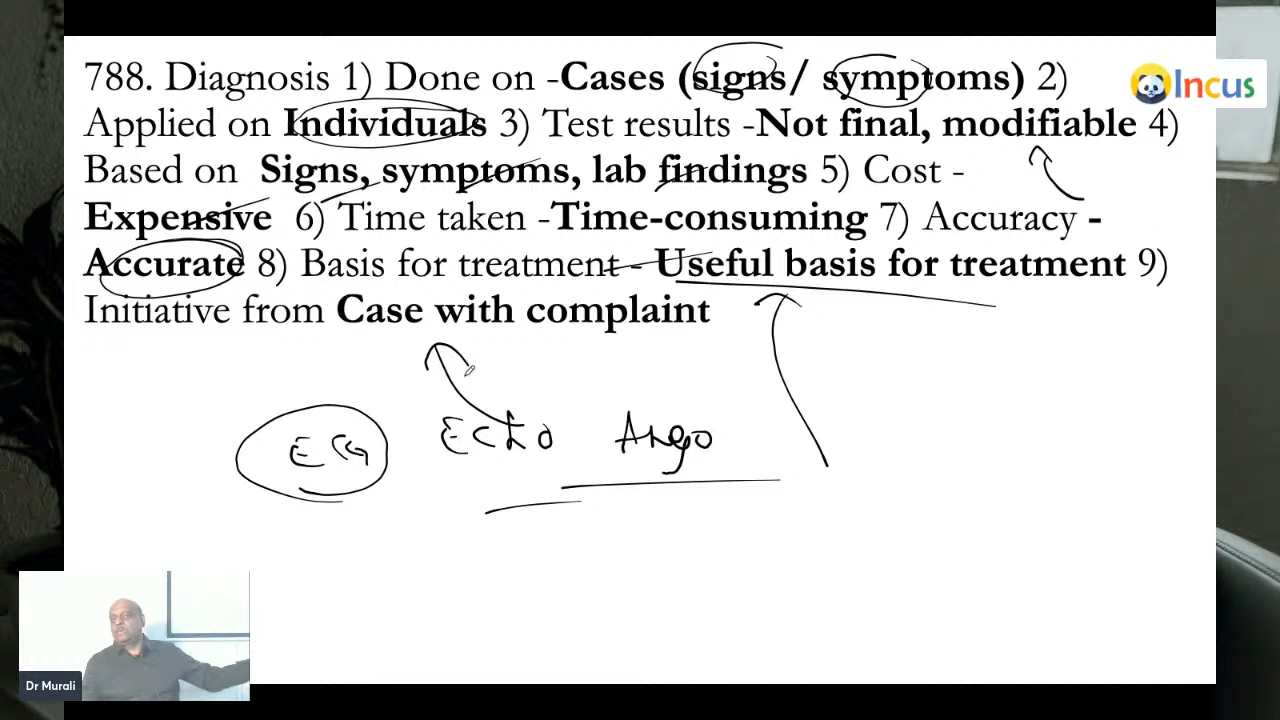 788. Diagnosis 1) Done on -Cases (signs/ symptoms) 2)
Applied on Individuals 3) Test results -Not final, modifiable 4)
Based on Signs, symptoms, lab findings 5) Cost -
Expensive 6) Time taken -Time-consuming 7) Accuracy -
Accurate 8) Basis for treatment - Useful basis for treatment 9)
Initiative from Case with complaint
Incus
ECG Echo Angio
Dr Murali